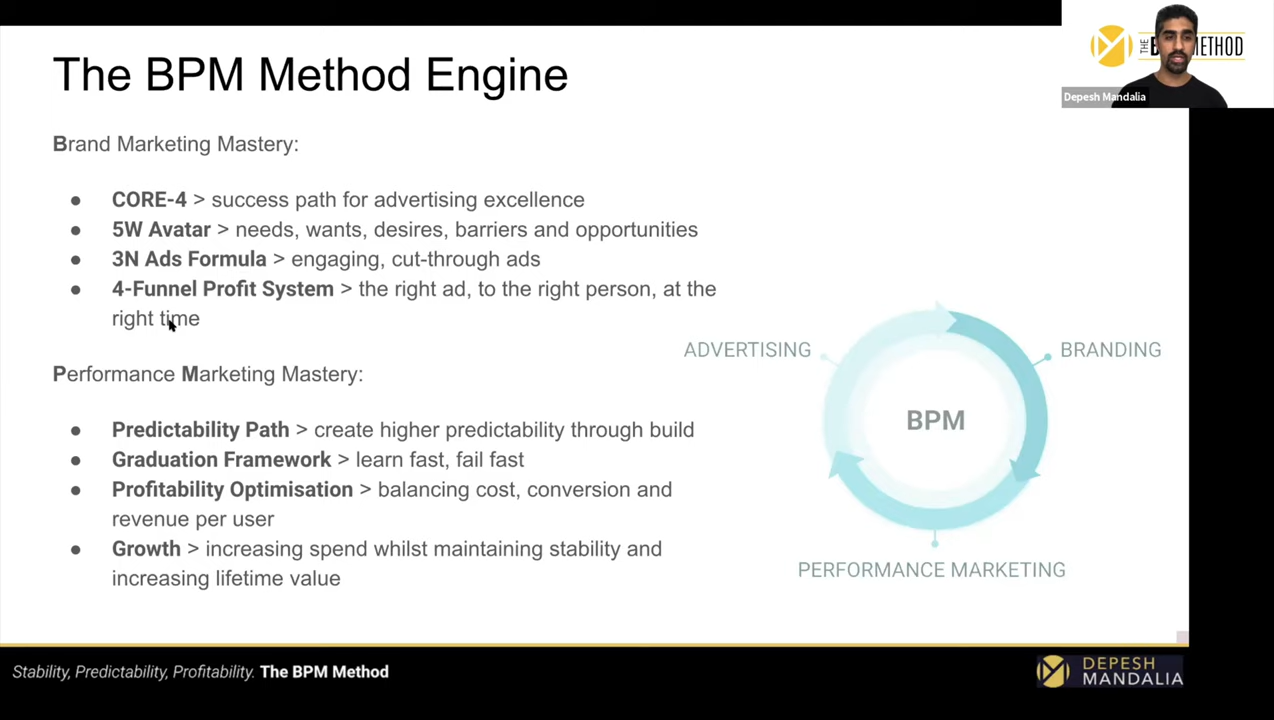 The BPM Method Engine
THE B METHOD
Depesh Mandalia
Brand Marketing Mastery:
● CORE-4 > success path for advertising excellence
● 5W Avatar > needs, wants, desires, barriers and opportunities
● 3N Ads Formula > engaging, cut-through ads
● 4-Funnel Profit System > the right ad, to the right person, at the
right time
Performance Marketing Mastery:
● Predictability Path > create higher predictability through build
● Graduation Framework > learn fast, fail fast
● Profitability Optimisation > balancing cost, conversion and
revenue per user
● Growth > increasing spend whilst maintaining stability and
increasing lifetime value
ADVERTISING
BRANDING
BPM
PERFORMANCE MARKETING
Stability, Predictability, Profitability. The BPM Method
DEPESH
MANDALIA